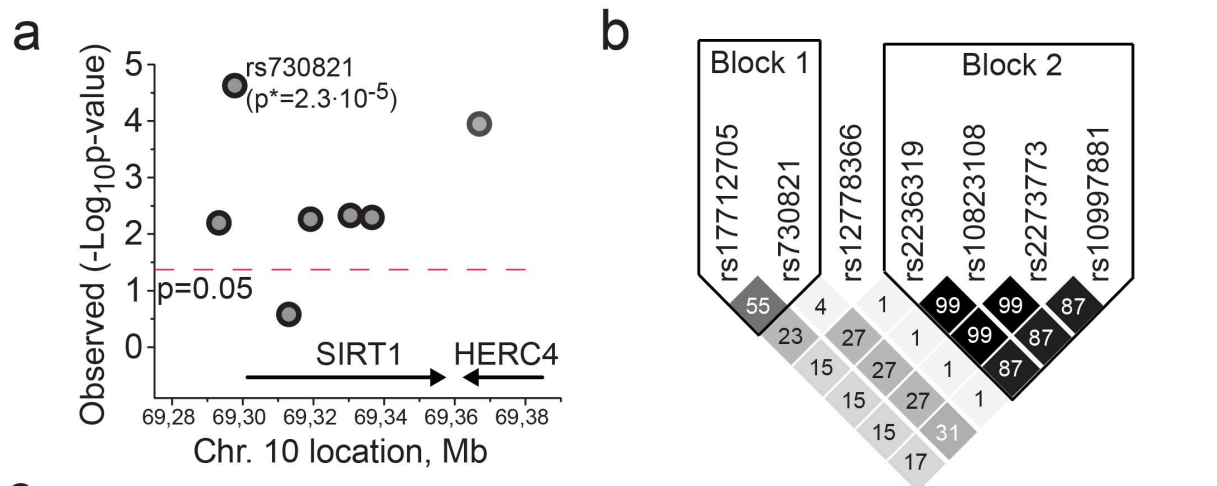 a
Observed (-Log10p-value)
5
4
3
2
1
0
rs730821
(p*=2.3·10-5)
p=0.05
SIRT1
HERC4
69,28 69,30 69,32 69,34 69,36 69,38
Chr. 10 location, Mb
b
Block 1
Block 2
rs17712705
rs730821
rs12778366
rs2236319
rs10823108
rs2273773
rs10997881
55 4 1 99 99 87
23 27 1 99 87
15 27 1 87
15 27 1
15 31
17